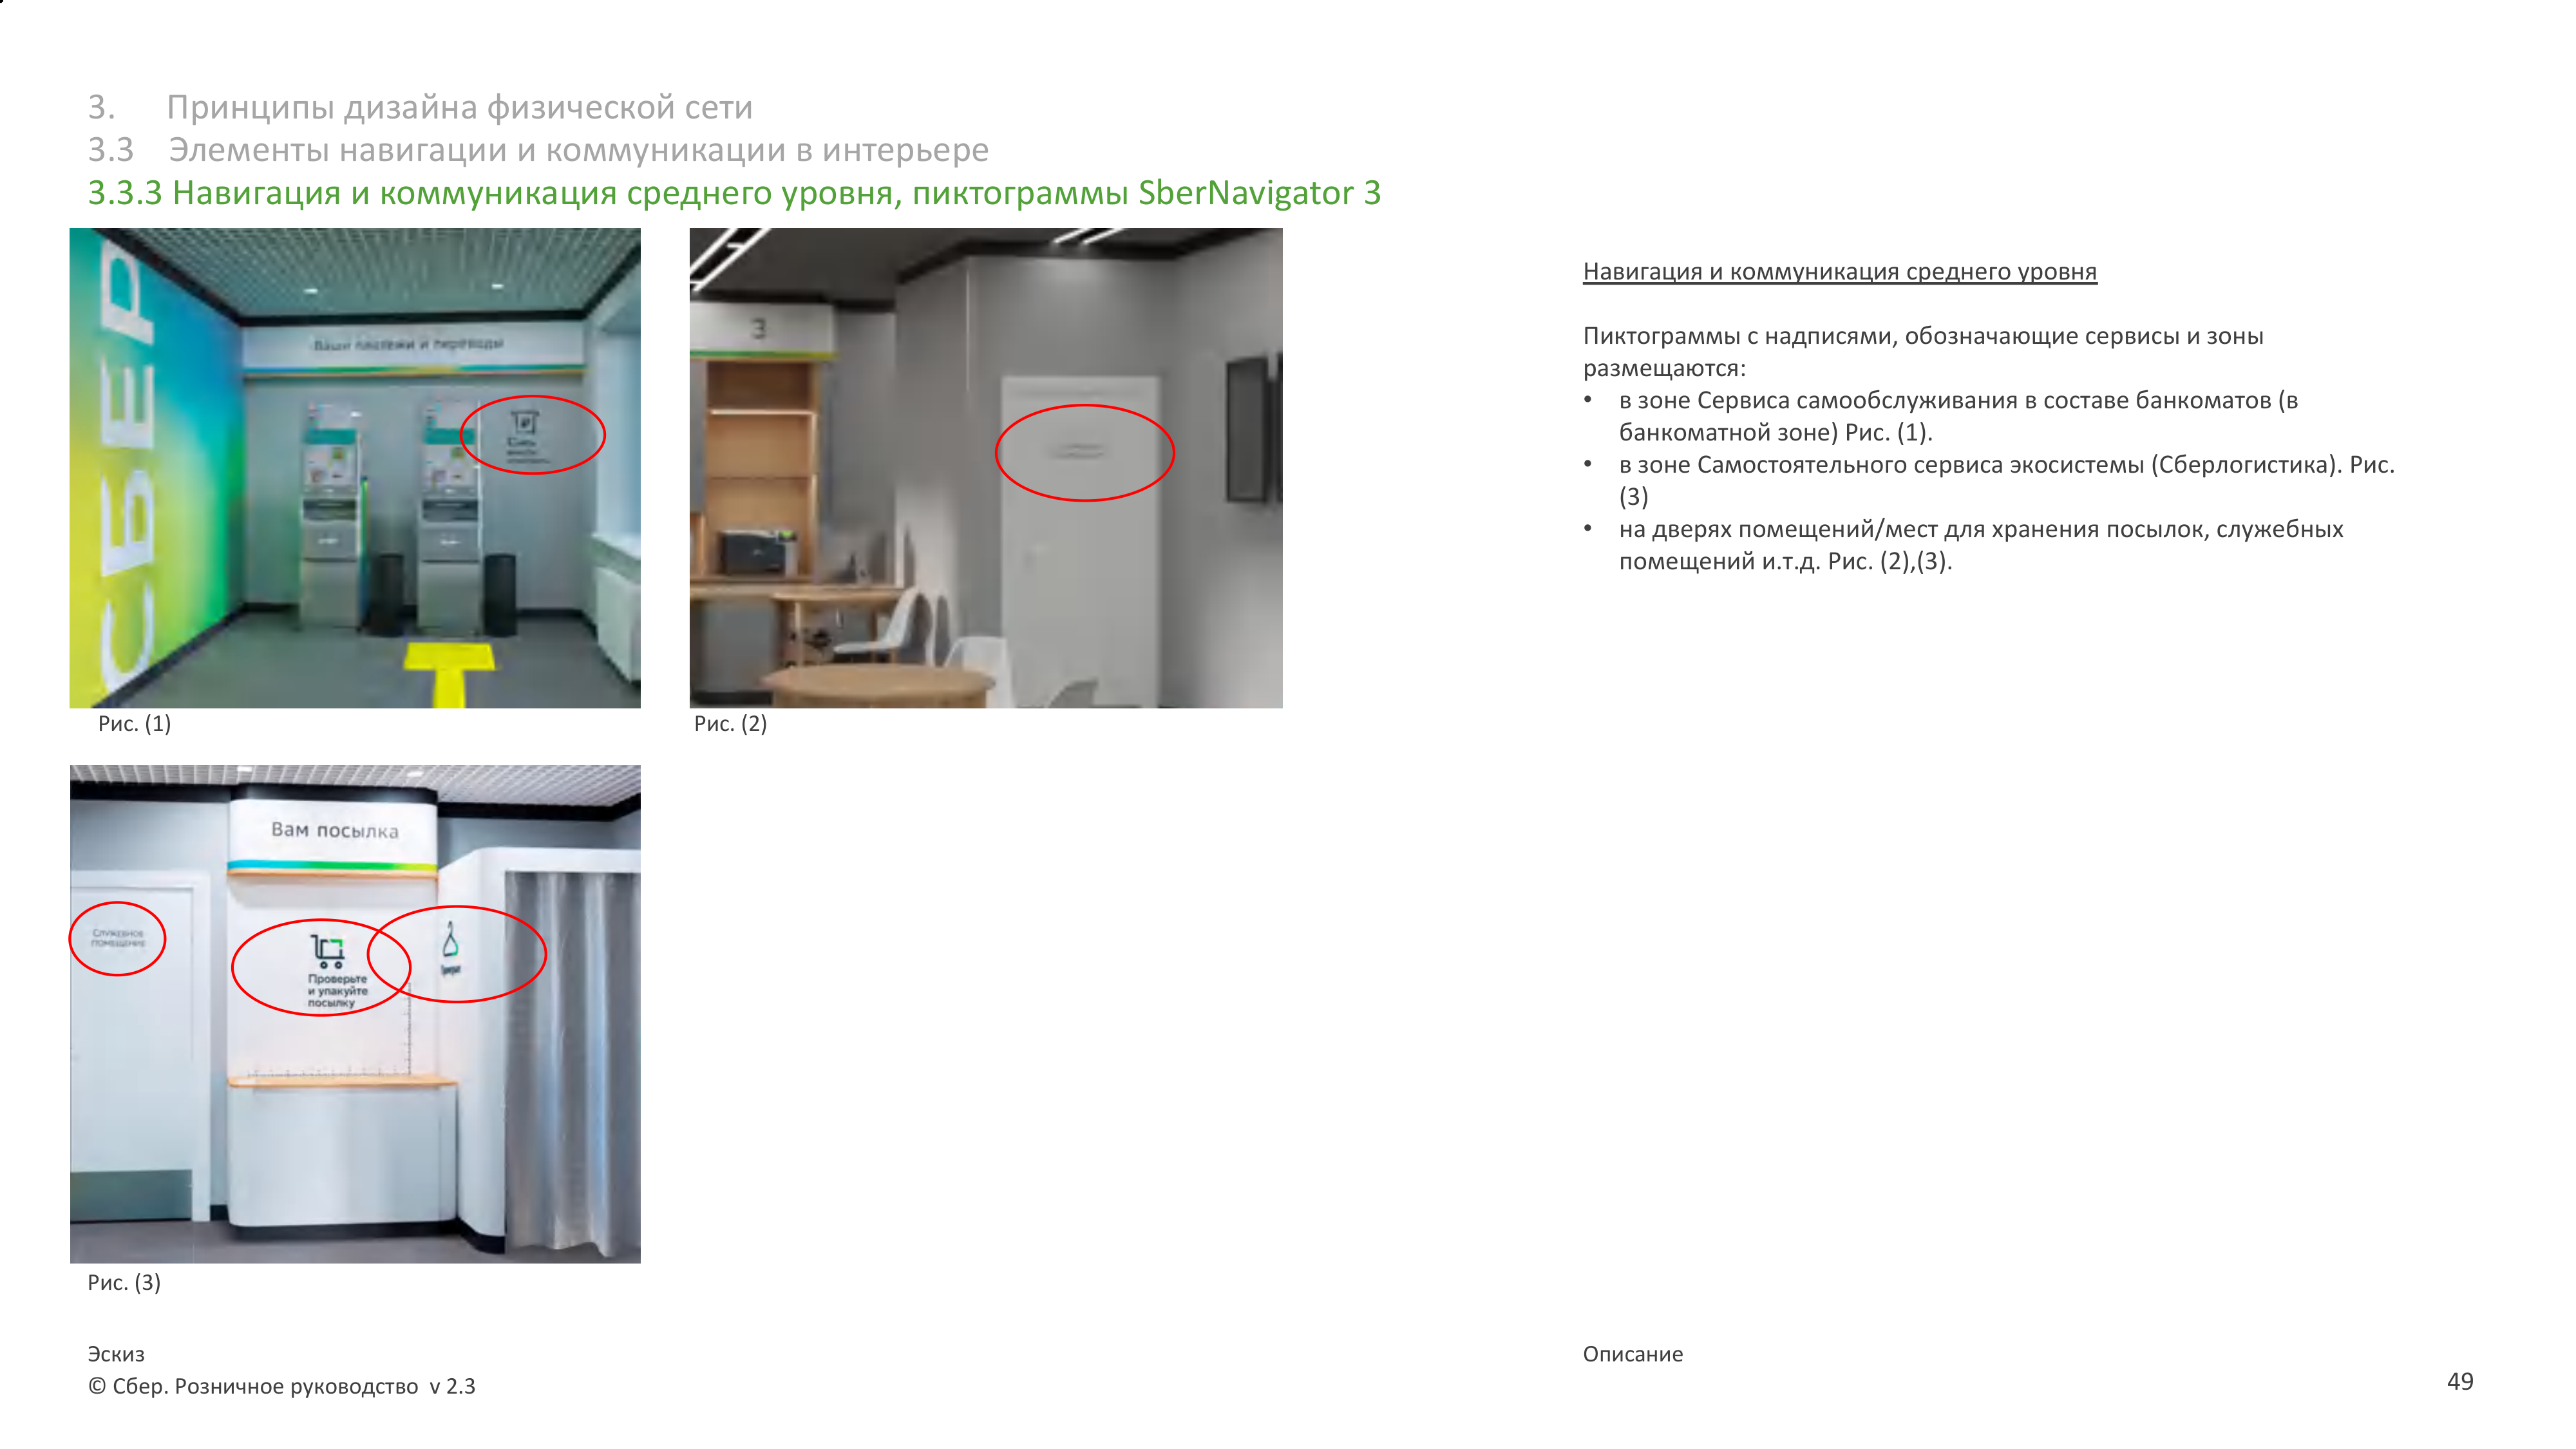 3. Принципы дизайна физической сети
3.3 Элементы навигации и коммуникации в интерьере
3.3.3 Навигация и коммуникация среднего уровня, пиктограммы SberNavigator 3
СБЕР
Ваши платежи и переводы
3
Рис. (1)
Рис. (2)
Вам посылка
Служебное
помещение
Проверьте
и упакуйте
посылку
Рис. (3)
Навигация и коммуникация среднего уровня
Пиктограммы с надписями, обозначающие сервисы и зоны
размещаются:
• в зоне Сервиса самообслуживания в составе банкоматов (в
банкоматной зоне) Рис. (1).
• в зоне Самостоятельного сервиса экосистемы (Сберлогистика). Рис.
(3)
• на дверях помещений/мест для хранения посылок, служебных
помещений и.т.д. Рис. (2),(3).
Эскиз
Описание
© Сбер. Розничное руководство v 2.3
49